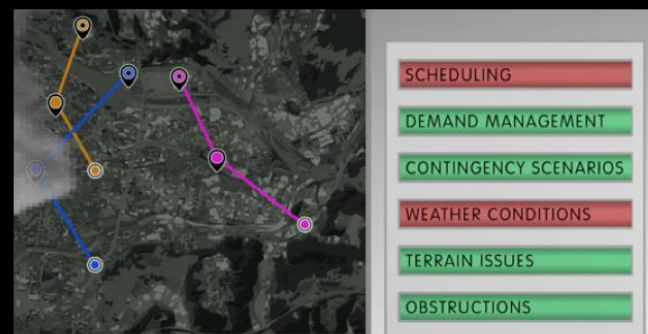 SCHEDULING
DEMAND MANAGEMENT
CONTINGENCY SCENARIOS
WEATHER CONDITIONS
TERRAIN ISSUES
OBSTRUCTIONS